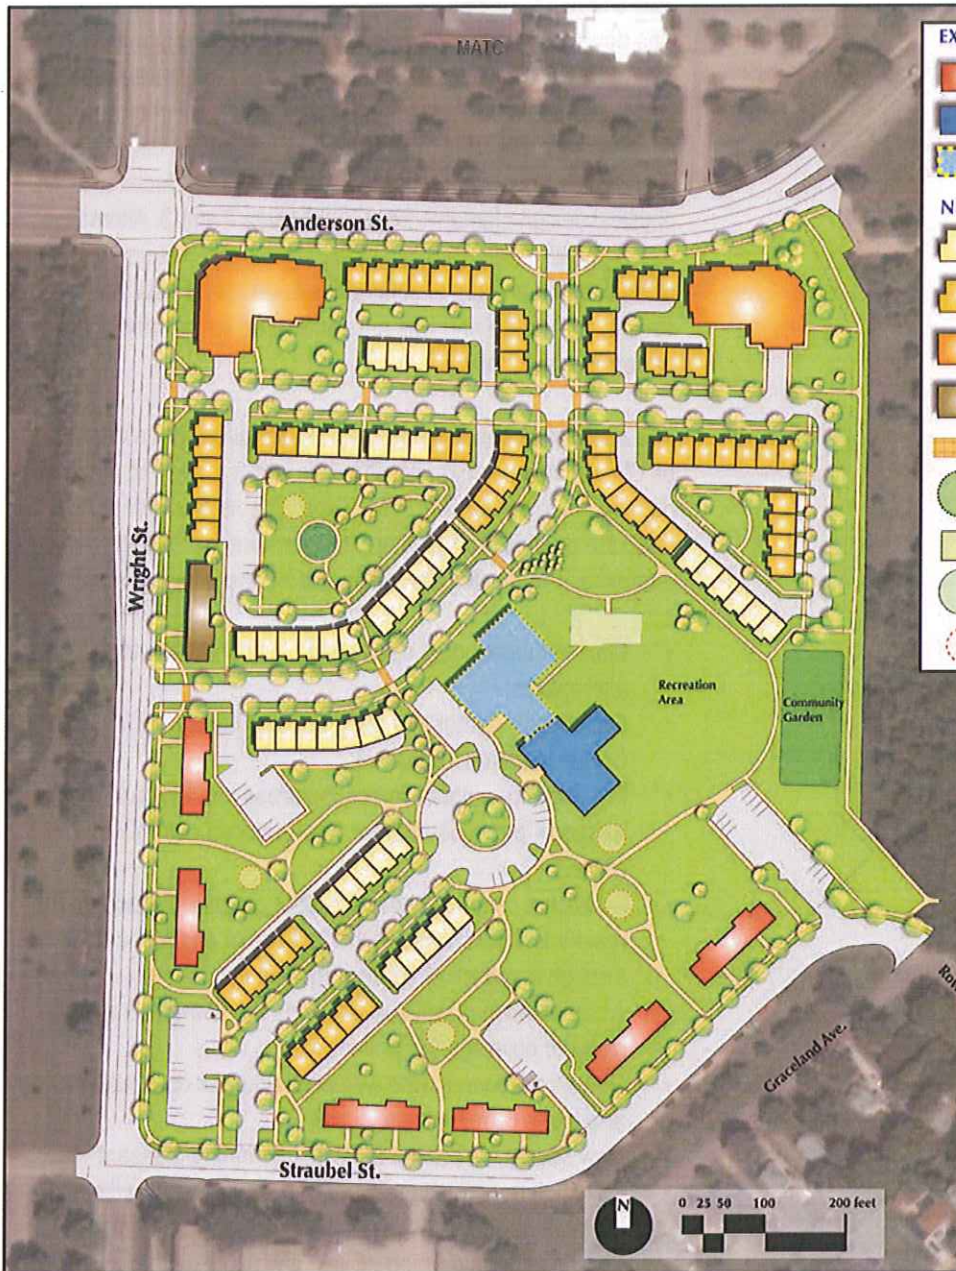 MATC
EX
N
Anderson St.
Wright St.
Recreation
Area
Community
Garden
Graceland Ave.
Straubel St.
N
0 25 50 100 200 feet